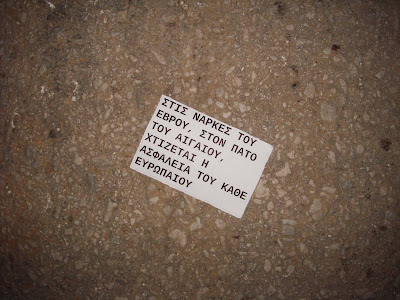 ΣΤΙΣ ΝΑΡΚΕΣ ΤΟΥ
ΕΒΡΟΥ, ΣΤΟΝ ΠΑΤΟ
ΤΟΥ ΑΙΓΑΙΟΥ,
ΧΤΙΖΕΤΑΙ Η
ΑΣΦΑΛΕΙΑ ΤΟΥ ΚΑΘΕ
ΕΥΡΩΠΑΙΟΥ